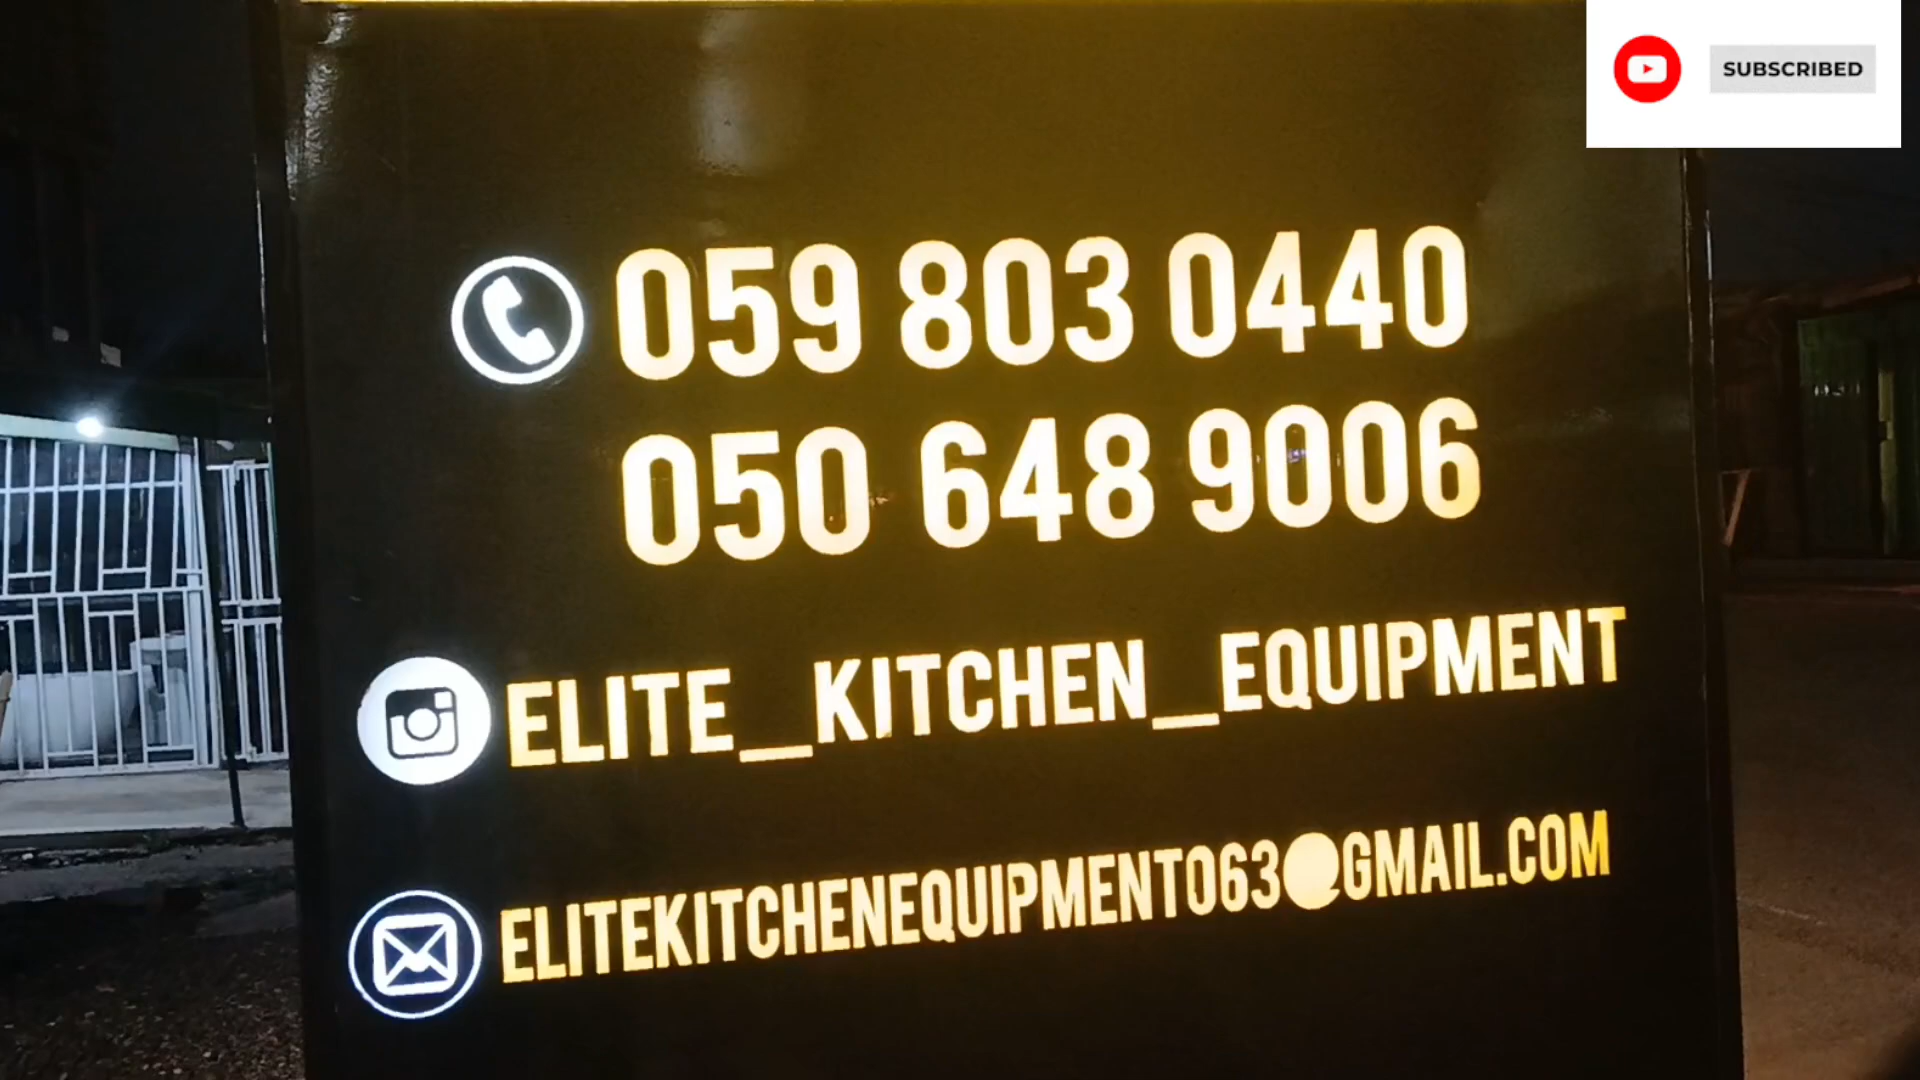 SUBSCRIBED
059 803 0440
050 648 9006
ELITE_KITCHEN_EQUIPMENT
ELITEKITCHENEQUIPMENT063@GMAIL.COM